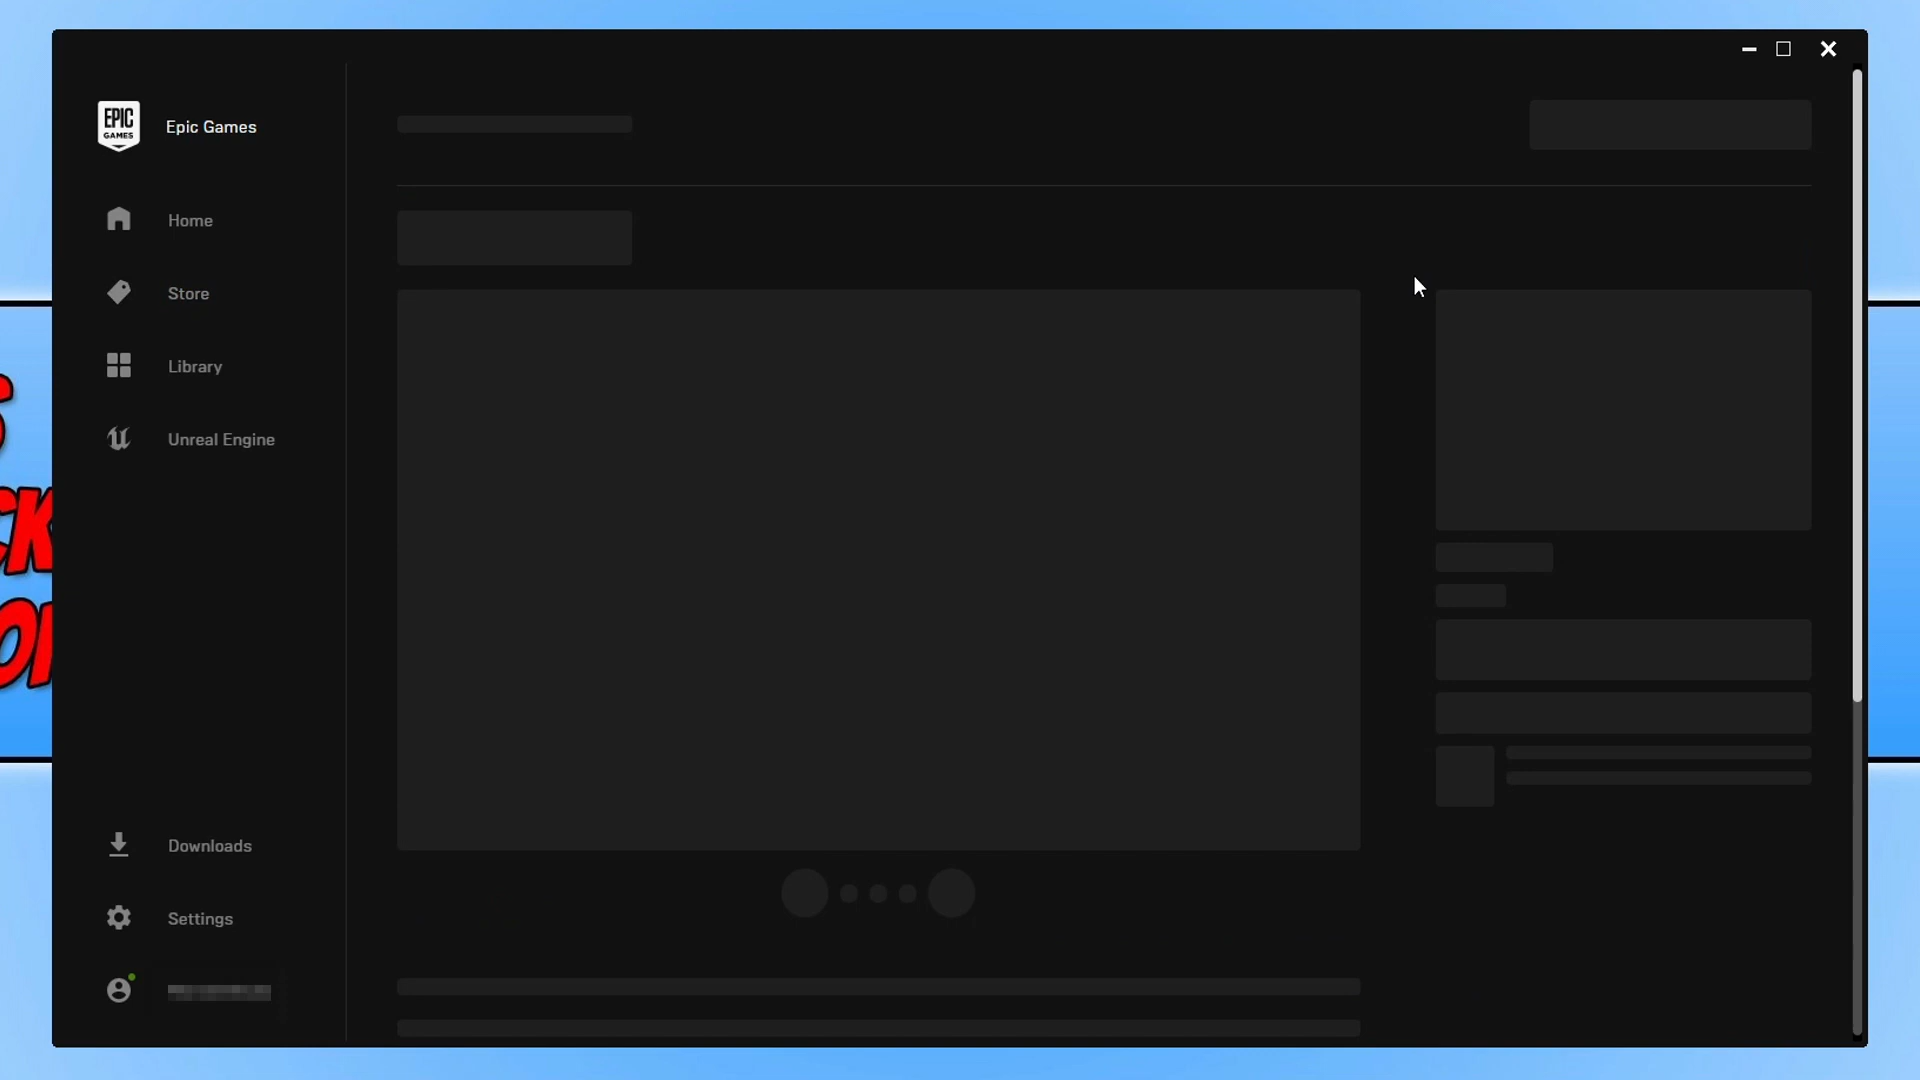 EPIC
GAMES
Epic Games
Home
Store
Library
Unreal Engine
Downloads
Settings